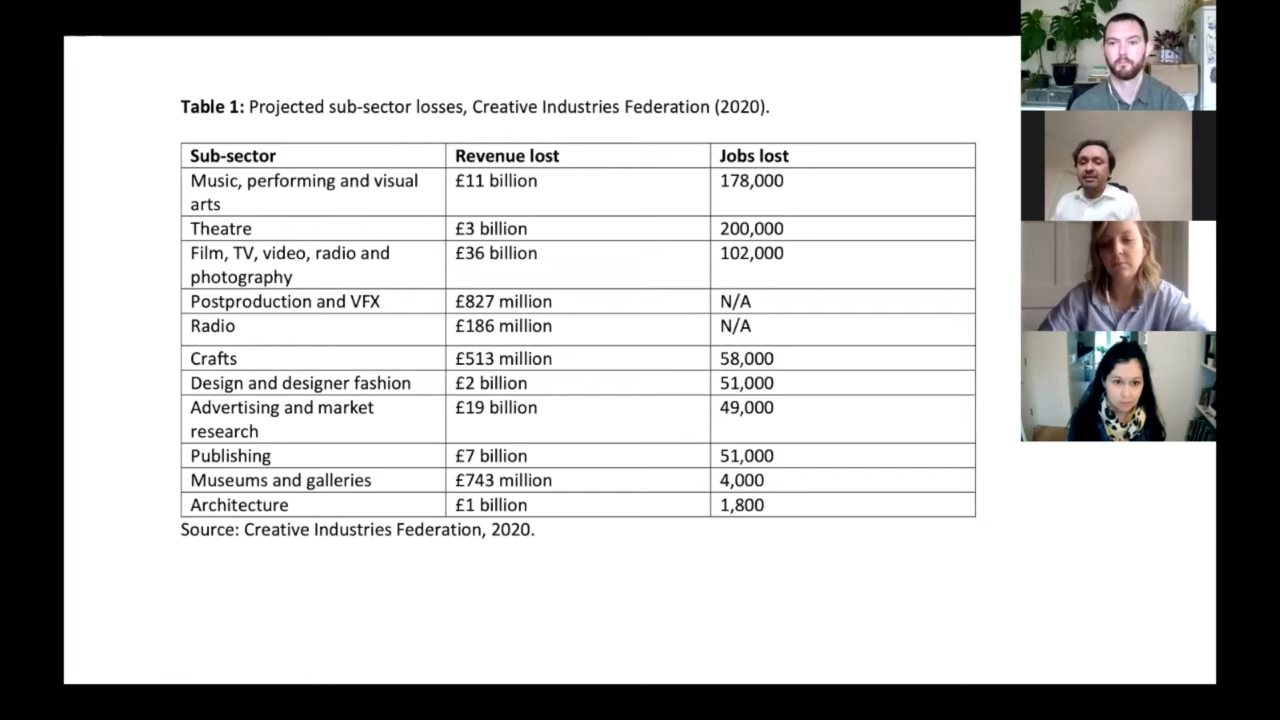 Table 1: Projected sub-sector losses, Creative Industries Federation (2020).
Sub-sector Revenue lost Jobs lost
Music, performing and visual £11 billion 178,000
arts
Theatre £3 billion 200,000
Film, TV, video, radio and £36 billion 102,000
photography
Postproduction and VFX £827 million N/A
Radio £186 million N/A
Crafts £513 million 58,000
Design and designer fashion £2 billion 51,000
Advertising and market £19 billion 49,000
research
Publishing £7 billion 51,000
Museums and galleries £743 million 4,000
Architecture £1 billion 1,800
Source: Creative Industries Federation, 2020.